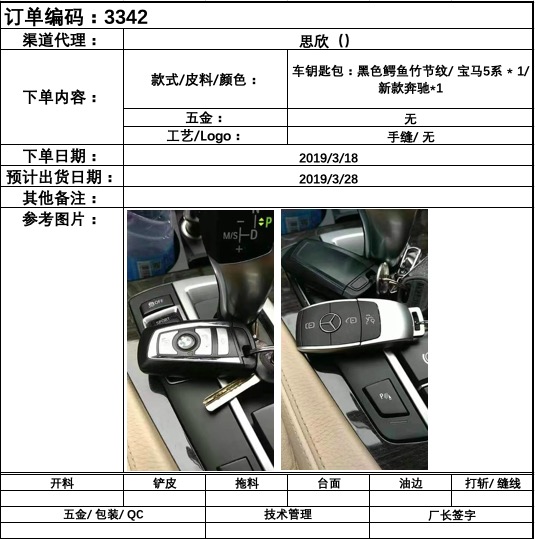 订单编码：3342
渠道代理： 思欣（）
下单内容： 款式/皮料/颜色： 车钥匙包：黑色鳄鱼竹节纹/ 宝马5系 * 1/
新款奔驰*1
五金： 无
工艺/Logo： 手缝/ 无
下单日期： 2019/3/18
预计出货日期： 2019/3/28
其他备注：
参考图片：
P
M/S
D
+
OFF
开料 铲皮 拖料 台面 油边 打斩/ 缝线
五金/ 包装/ QC 技术管理 厂长签字